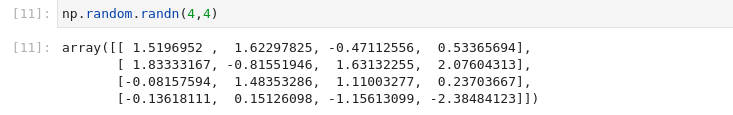 [11]: np.random.randn(4,4)
[11]: array([[ 1.5196952 ,  1.62297825, -0.47112556,  0.53365694],
       [ 1.83333167, -0.81551946,  1.63132255,  2.07604313],
       [-0.08157594,  1.48353286,  1.11003277,  0.23703667],
       [-0.13618111,  0.15126098, -1.15613099, -2.38484123]])